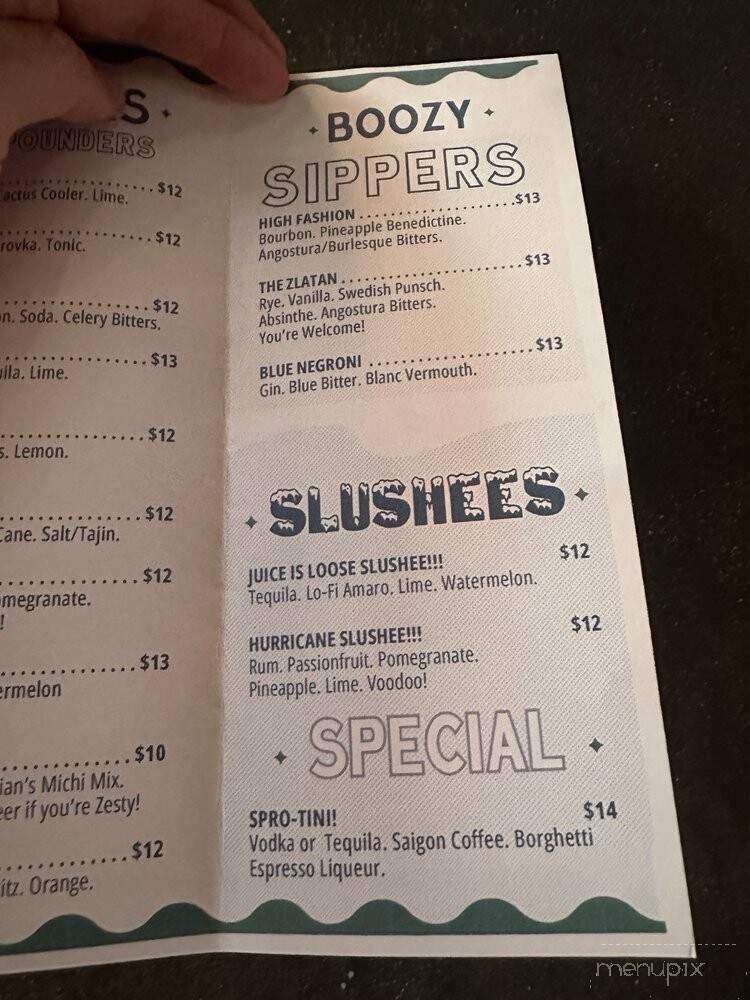 S
POUNDERS
$12
Cactus Cooler. Lime.
$12
Tonic.
$12
Soda. Celery Bitters.
$13
Lime.
$12
Lemon.
$12
Cane. Salt/Tajin.
$12
megranate.
!
$13
ermelon
$10
ian's Michi Mix.
eer if you're Zesty!
$12
itz. Orange.
BOOZY
SIPPERS
HIGH FASHION ..................... $13
Bourbon. Pineapple Benedictine.
Angostura/Burlesque Bitters.
THE ZLATAN ........................ $13
Rye. Vanilla. Swedish Punsch.
Absinthe. Angostura Bitters.
You're Welcome!
BLUE NEGRONI ..................... $13
Gin. Blue Bitter. Blanc Vermouth.
SLUSHEES
JUICE IS LOOSE SLUSHEE!!! $12
Tequila. Lo-Fi Amaro. Lime. Watermelon.
HURRICANE SLUSHEE!!! $12
Rum. Passionfruit. Pomegranate.
Pineapple. Lime. Voodoo!
SPECIAL
SPRO-TINI! $14
Vodka or Tequila. Saigon Coffee. Borghetti
Espresso Liqueur.
menupix